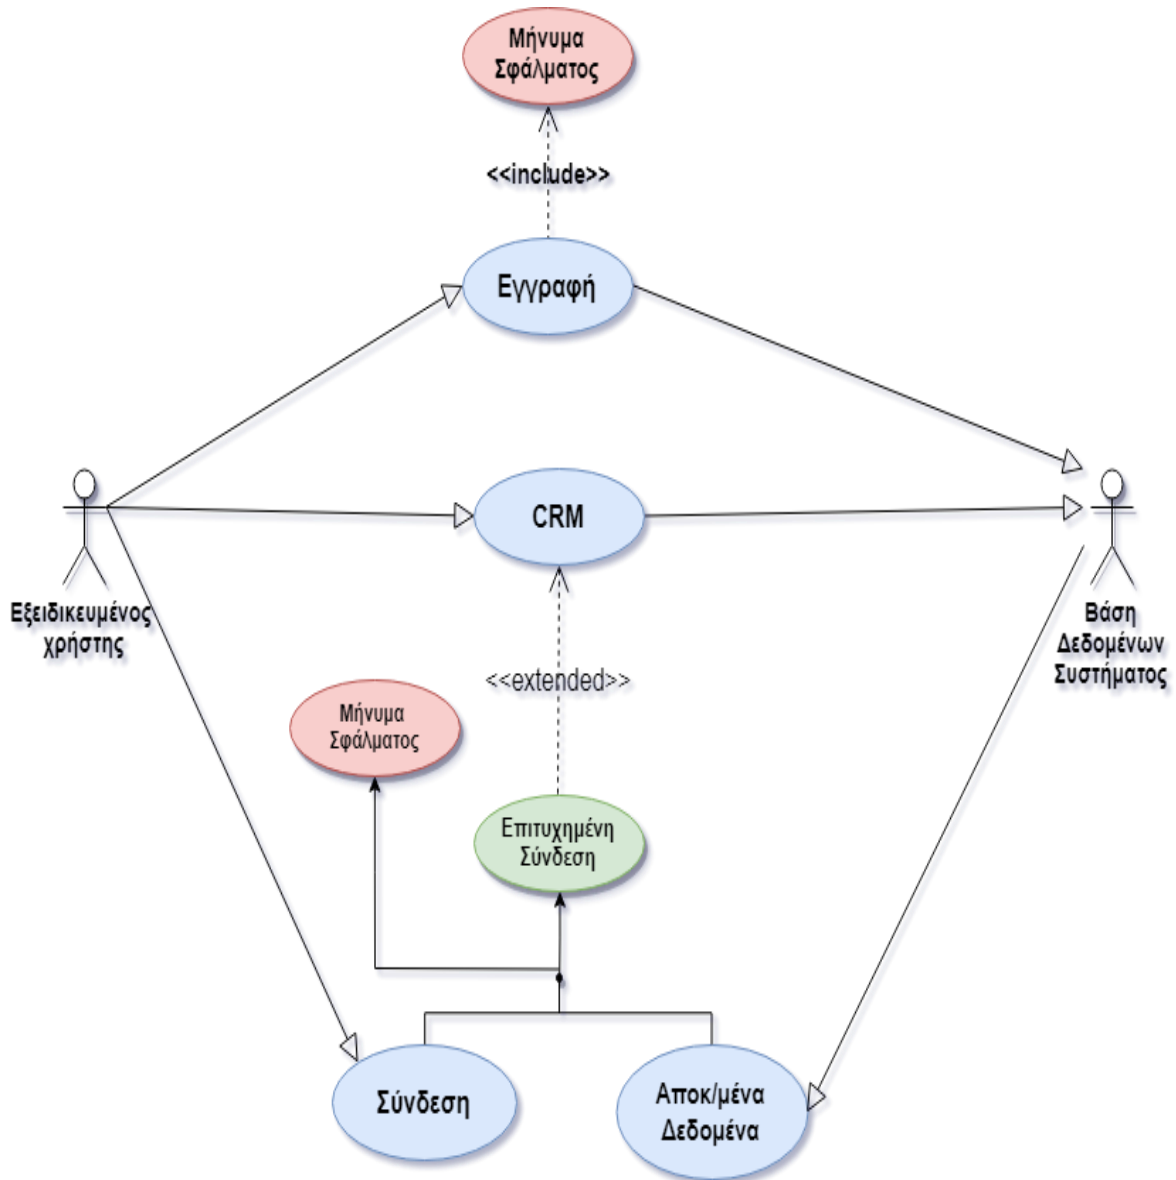 Μήνυμα
Σφάλματος
<<include>>
Εγγραφή
CRM
Εξειδικευμένος
χρήστης
Βάση
Δεδομένων
Συστήματος
<<extended>>
Μήνυμα
Σφάλματος
Επιτυχημένη
Σύνδεση
Σύνδεση
Αποκ/μένα
Δεδομένα